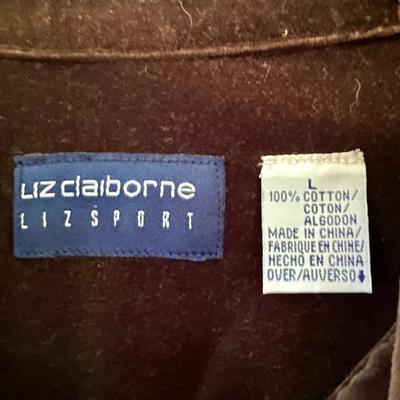 Liz claiborne
LIZSPORT
L
100% COTTON/
COTON/
ALGODON
MADE IN CHINA/
FABRIQUE EN CHINE/
HECHO EN CHINA
OVER/AUVERSO